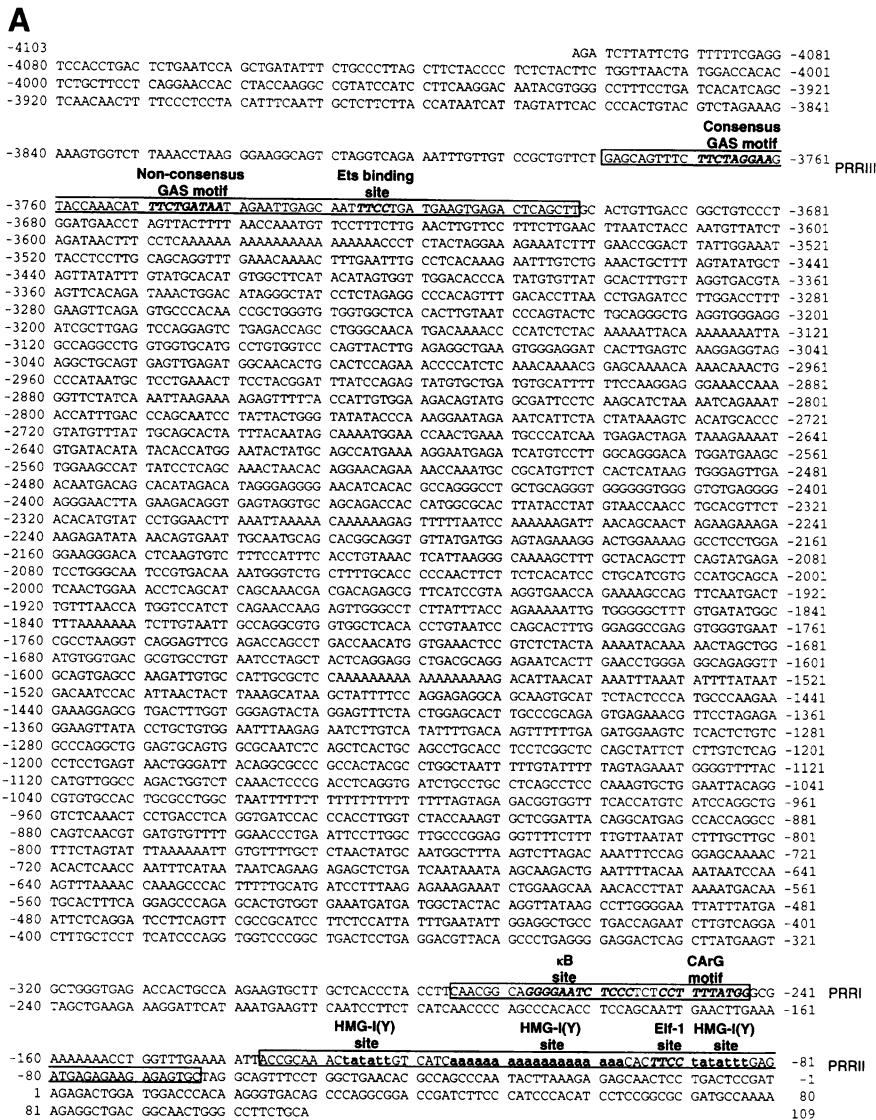 A
-4103 AGA TCTTATTCTG TTTTTCGAGG -4081
-4080 TCCACCTGAC TCTGAATCCA GCTGATATTT CTGCCCTTAG GCTTCTACCCC TCTCTACTTC TGGTTAACTA TGGACCACAC -4001
-4000 TCTGCTTCCT CAGGAACCAC CTACCAAGGC CGTATCCATC CTTCAAGGAC AATACGTGGG CCTTTCCTGA TCACATCAGC -3921
-3920 TCAACAACTT TTCCCTCCTA CATTTCAATT GCTCTTCTTA CCATAATCAT TAGTATTCAC CCCACTGTAC GTCTAGAAAG -3841
Consensus
GAS motif
-3840 AAAGTGGTCT TAAACCTAAG GGAAGGCAGT CTAGGTCAGA AATTTGTTGT CCGCTGTTCT GAGCAGTTTC TTCTAGGAAG -3761 PRRIII
Non-consensus
GAS motif
Ets binding
site
-3760 TACCAAACAT TTCTGATAAT AGAATTGAGC AATTTCCTGA TGAAGTGAGA CTCAGCTTGC ACTGTTGACC GGCTGTCCCT -3681
-3680 GGATGAACCT AGTTACTTTT AACCAAATGT TCCTTTCTTG AACTTGTTCC TTTCTTGAAC TTAATCTACC AATGTTATCT -3601
-3600 AGATAACTTT CCTCAAAAAA AAAAAAAAAA AAAAAACCCT CTACTAGGAA AGAAATCTTT GAACCGGACT TATTGGAAAT -3521
-3520 TACCTCCTTG CAGCAGGTTT GAAACAAAAC TTTGAATTTG CCTCACAAAG AATTTGTCTG AAACTGCTTT AGTATATGCT -3441
-3440 AGTTATATTT GTATGCACAT GTGGCTTCAT ACATAGTGGT TGGACACCCA TATGTGTTAT GCACTTTGTT AGGTGACGTA -3361
-3360 AGTTCACAGA TAAACTGGAC ATAGGGCTAT CCTCTAGAGG CCCACAGTTT GACACCTTAA CCTGAGATCC TTGGACCTTT -3281
-3280 GAAGTTCAGA GTGCCCACAA CCGCTGGGTG TGGTGGCTCA CACTTGTAAT CCCAGTACTC TGCAGGGCTG AGGTGGGAGG -3201
-3200 ATCGCTTGAG TCCAGGAGTC TGAGACCAGC CTGGGCAACA TGACAAAACC CCATCTCTAC AAAAATTACA AAAAAAATTA -3121
-3120 GCCAGGCCTG GTGGTGCATG CCTGTGGTCC CAGTTACTTG AGAGGCTGAA GTGGGAGGAT CACTTGAGTC AAGGAGGTAG -3041
-3040 AGGCTGCAGT GAGTTGAGAT GGCAACACTG CACTCCAGAA ACCCCATCTC AAACAAAACG GAGCAAAACA AAACAAACTG -2961
-2960 CCCATAATGC TCCTGAAACT TCCTACGGAT TTATCCAGAG TATGTGCTGA TGTGCATTTT TTCCAAGGAG GGAAACCAAA -2881
-2880 GGTTCTATCA AATTAAGAAA AGAGTTTTTA CCATTGTGGA AGACAGTATG GCGATTCCTC AAGCATCTAA AATCAGAAAT -2801
-2800 ACCATTTGAC CCAGCAATCC TATTACTGGG TATATACCCA AAGGAATAGA AATCATTCTA CTATAAAGTC ACATGCACCC -2721
-2720 GTATGTTTAT TGCAGCACTA TTTACAATAG CAAAATGGAA CCAACTGAAA TGCCCATCAA TGAGACTAGA TAAAGAAAAT -2641
-2640 GTGATACATA TACACCATGG AATACTATGC AGCCATGAAA AGGAATGAGA TCATGTCCTT GGCAGGGACA TGGATGAAGC -2561
-2560 TGGAAGCCAT TATCCTCAGC AAACTAACAC AGGAACAGAA AACCAAATGC CGCATGTTCT CACTCATAAG TGGGAGTTGA -2481
-2480 ACAATGACAG CACATAGACA TAGGGAGGGG AACATCACAC GCCAGGGCCT GCTGCAGGGT GGGGGGTGGG GTGTGAGGGG -2401
-2400 AGGGAACTTA GAAGACAGGT GAGTAGGTGC AGCAGACCAC CATGGCGCAC TTATACCTAT GTAACCAACC TGCACGTTCT -2321
-2320 ACACATGTAT CCTGGAACTT AAATTAAAAA CAAAAAAGAG TTTTTAATCC AAAAAAGATT AACAGCAACT AGAAGAAAGA -2241
-2240 AAGAGATATA AACAGTGAAT TGCAATGCAG CACGGCAGGT GTTATGATGG AGTAGAAAGG ACTGGAAAAG GCCTCCTGGA -2161
-2160 GGAAGGGACA CTCAAGTGTC TTTCCATTTC ACCTGTAAAC TCATTAAGGG CAAAAGCTTT GCTACAGCTT CAGTATGAGA -2081
-2080 TCCTGGGCAA TCCGTGACAA AATGGGTCTG CTTTTGCACC CCCAACTTCT TCTCACATCC CTGCATCGTG CCATGCAGCA -2001
-2000 TCAACTGGAA ACCTCAGCAT CAGCAAACGA CGACAGAGCG TTCATCCGTA AGGTGAACCA GAAAAGCCAG TTCAATGACT -1921
-1920 TGTTTAACCA TGGTCCATCT CAGAACCAAG AGTTGGGCCT CTTATTTACC AGAAAAATTG TGGGGGCTTT GTGATATGGC -1841
-1840 TTTAAAAAAA TCTTGTAATT GCCAGGCGTG GTGGCTCACA CCTGTAATCC CAGCACTTTG GGAGGCCGAG GTGGGTGAAT -1761
-1760 CGCCTAAGGT CAGGAGTTCG AGACCAGCCT GACCAACATG GTGAAACTCC GTCTCTACTA AAAATACAAA AACTAGCTGG -1681
-1680 ATGTGGTGAC GCGTGCCTGT AATCCTAGCT ACTCAGGAGG CTGACGCAGG AGAATCACTT GAACCTGGGA GGCAGAGGTT -1601
-1600 GCAGTGAGCC AAGATTGTGC CATTGCGCTC CAAAAAAAAA AAAAAAAAAG ACATTAACAT AAATTTAAAT ATTTTATAAT -1521
-1520 GACAATCCAC ATTAACTACT TAAAGCATAA GCTATTTTCC AGGAGAGGCA GCAAGTGCAT TCTACTCCCA TGCCCAAGAA -1441
-1440 GAAAGGAGCG TGACTTTGGT GGGAGTACTA GGAGTTTCTA CTGGAGCACT TGCCCGCAGA GTGAGAAACG TTCCTAGAGA -1361
-1360 GGAAGTTATA CCTGCTGTGG AATTTAAGAG AATCTTGTCA TATTTTGACA AGTTTTTTGA GATGGAAGTC TCACTCTGTC -1281
-1280 GCCCAGGCTG GAGTGCAGTG GCGCAATCTC AGCTCACTGC AGCCTGCACC TCCTCGGCTC CAGCTATTCT CTTGTCTCAG -1201
-1200 CCTCCTGAGT AACTGGGATT ACAGGCGCCC GCCACTACGC CTGGCTAATT TTTGTATTTT TAGTAGAAAT GGGGTTTTAC -1121
-1120 CATGTTGGCC AGACTGGTCT CAAACTCCCG ACCTCAGGTG ATCTGCCTGC CTCAGCCTCC CAAAGTGCTG GAATTACAGG -1041
-1040 CGTGTGCCAC TGCGCCTGGC TAATTTTTTT TTTTTTTTTT TTTTAGTAGA GACGGTGGTT TCACCATGTC ATCCAGGCTG -961
-960 GTCTCAAACT CCTGACCTCA GGTGATCCAC CCACCTTGGT CTACCAAAGT GCTCGGATTA CAGGCATGAG CCACCAGGCC -881
-880 CAGTCAACGT GATGTGTTTT GGAACCCTGA ATTCCTTGGC TTGCCCGGAG GGTTTTCTTT TTGTTAATAT CTTTGCTTGC -801
-800 TTTCTAGTAT TTAAAAAATT GTGTTTTGCT CTAACTATGC AATGGCTTTA AGTCTTAGAC AAATTTCCAG GGAGCAAAAC -721
-720 ACACTCAACC AATTTCATAA TAATCAGAAG AGAGCTCTGA TCAATAAATA AGCAAGACTG AATTTTACAA AATAATCCAA -641
-640 AGTTTAAAAC CAAAGCCCAC TTTTTGCATG ATCCTTTAAG AGAAAGAAAT CTGGAAGCAA AACACCTTAT AAAATGACAA -561
-560 TGCACTTTCA GGAGCCCAGA GCACTGTGGT GAAATGATGA TGGCTACTAC AGGTTATAAG GCCTTGGGGA ATTATTTATGA -481
-480 ATTCTCAGGA TCCTTCAGTT CGCCGCATCC TTCTCCATTA TTTGAATATT GGAGGCTGCC TGACCAGAAT CTTGTCAGGA -401
-400 CTTTGCTCCT TCATCCCAGG TGGTCCCGGC TGACTCCTGA GGACGTTACA GCCCTGAGGG GAGGACTCAG CTTATGAAGT -321
κB
site
CArG
motif
-320 GCTGGGTGAG ACCACTGCCA AGAAGTGCTT GCTCACCCTA CCTTCAACGG CAGGGGAATC TCCCTCTCCT TTTATGGGCG -241 PRRI
-240 TAGCTGAAGA AAGGATTCAT AAATGAAGTT CAATCCTTCT CATCAACCCC AGCCCACACC TCCAGCAATT GAACTTGAAA -161
HMG-I(Y)
site
HMG-I(Y)
site
Elf-1
site
HMG-I(Y)
site
-160 AAAAAAACCT GGTTTGAAAA ATTACCGCAA ACtatattGT CATCaaaaaa aaaaaaaaaa aaaCACTTCC tatatttGAG -81 PRRII
-80 ATGAGAGAAG AGAGTGCTAG GCAGTTTCCT GGCTGAACAC GCCAGCCCAA TACTTAAAGA GAGCAACTCC TGACTCCGAT -1
1 AGAGACTGGA TGGACCCACA AGGGTGACAG CCCAGGCGGA CCGATCTTCC CATCCCACAT CCTCCGGCGC GATGCCAAAA 80
81 AGAGGCTGAC GGCAACTGGG CCTTCTGCA 109